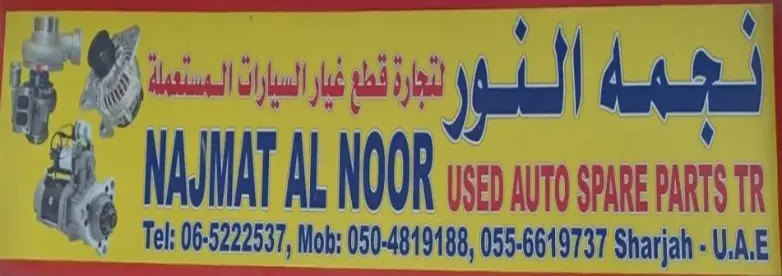 نجمه النور لتجارة قطع غيار السيارات المستعملة
NAJMAT AL NOOR USED AUTO SPARE PARTS TR
Tel: 06-5222537, Mob: 050-4819188, 055-6619737 Sharjah - U.A.E